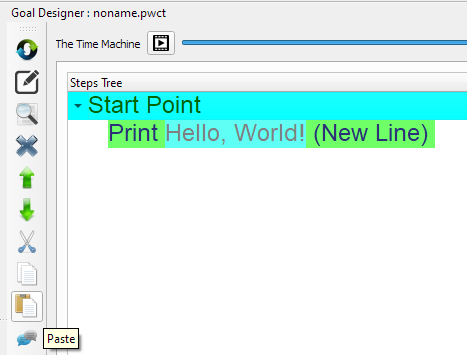 Goal Designer : noname.pwct
The Time Machine
Steps Tree
Start Point
Print Hello, World! (New Line)
Paste